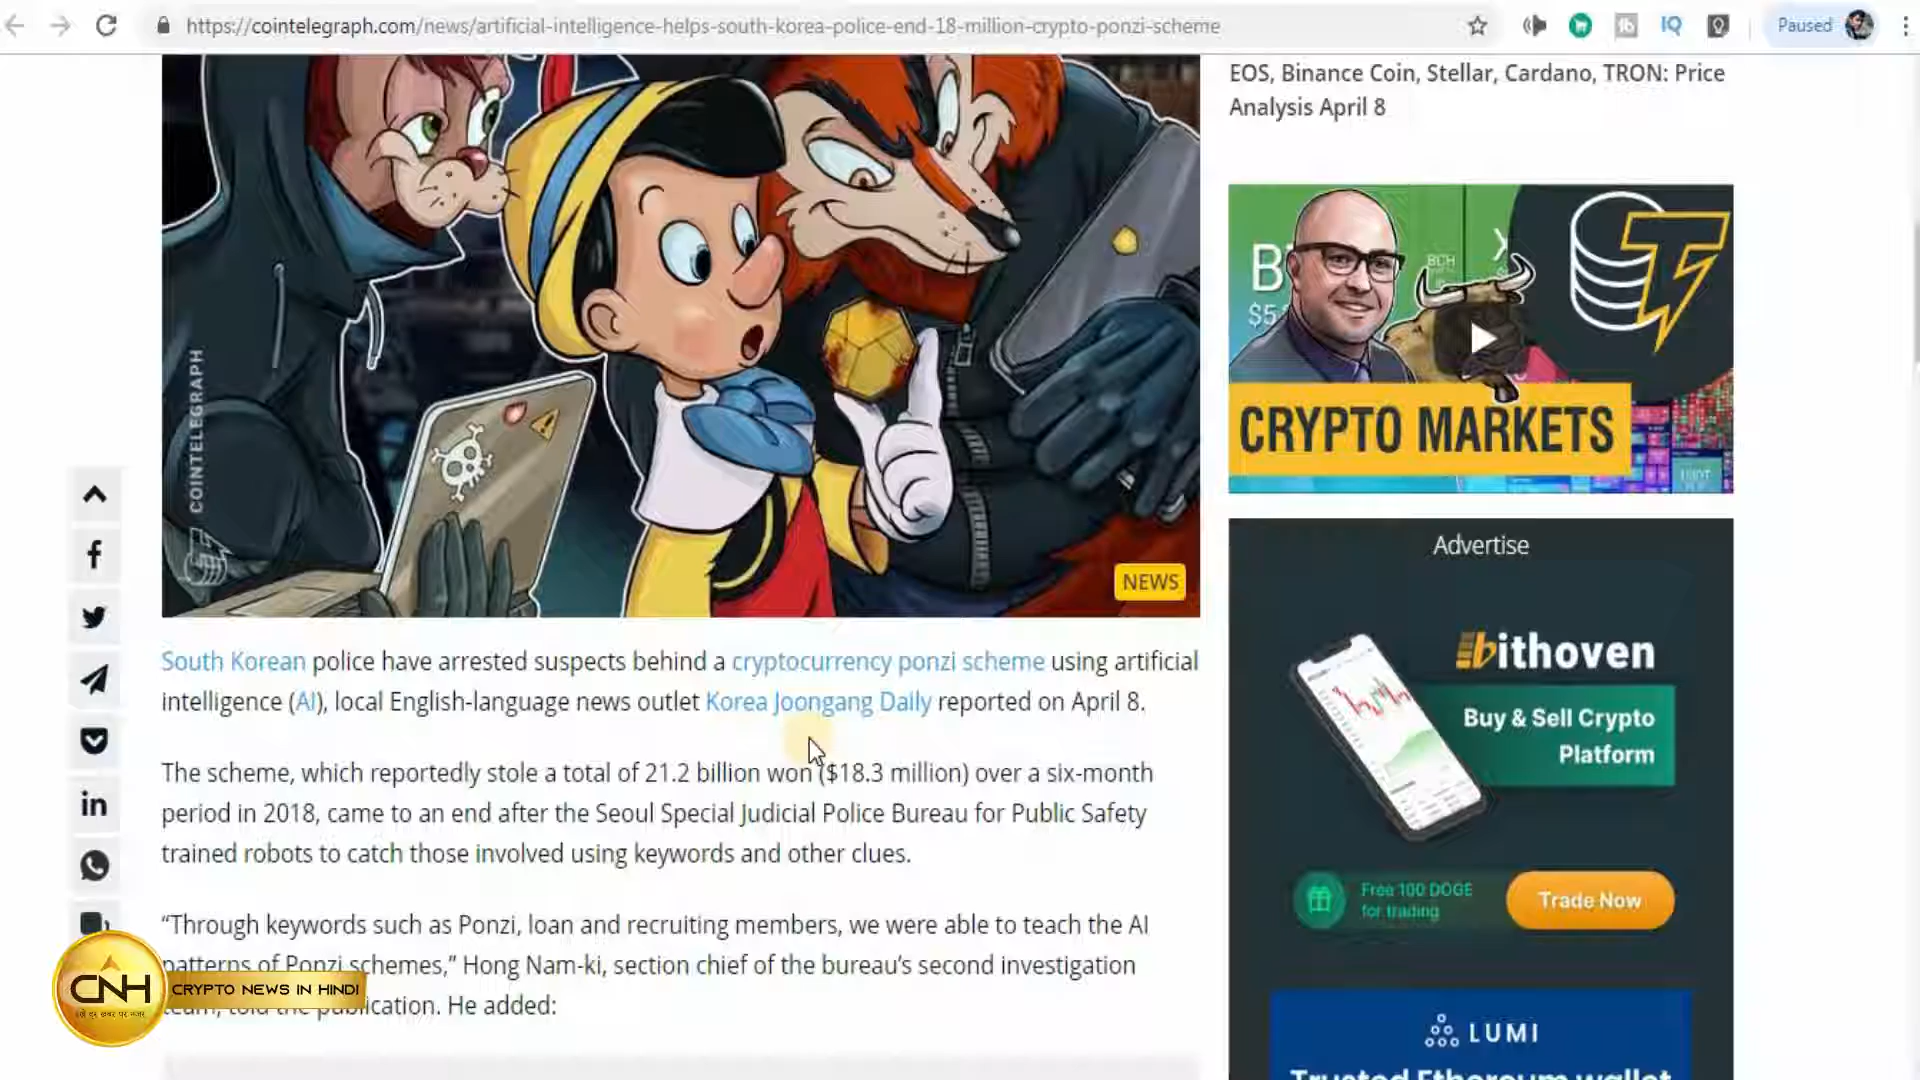 https://cointelegraph.com/news/artificial-intelligence-helps-south-korea-police-end-18-million-crypto-ponzi-scheme
Paused
EOS, Binance Coin, Stellar, Cardano, TRON: Price
Analysis April 8
BCH
CRYPTO MARKETS
COINTELEGRAPH
NEWS
Advertise
bithoven
Buy & Sell Crypto
Platform
Free 100 DOGE
for trading
Trade Now
LUMI
Trusted Ethereum wallet
South Korean police have arrested suspects behind a cryptocurrency ponzi scheme using artificial
intelligence (AI), local English-language news outlet Korea Joongang Daily reported on April 8.
The scheme, which reportedly stole a total of 21.2 billion won ($18.3 million) over a six-month
period in 2018, came to an end after the Seoul Special Judicial Police Bureau for Public Safety
trained robots to catch those involved using keywords and other clues.
“Through keywords such as Ponzi, loan and recruiting members, we were able to teach the AI
patterns of Ponzi schemes,” Hong Nam-ki, section chief of the bureau’s second investigation
team, told the publication. He added:
CNH
CRYPTO NEWS IN HINDI